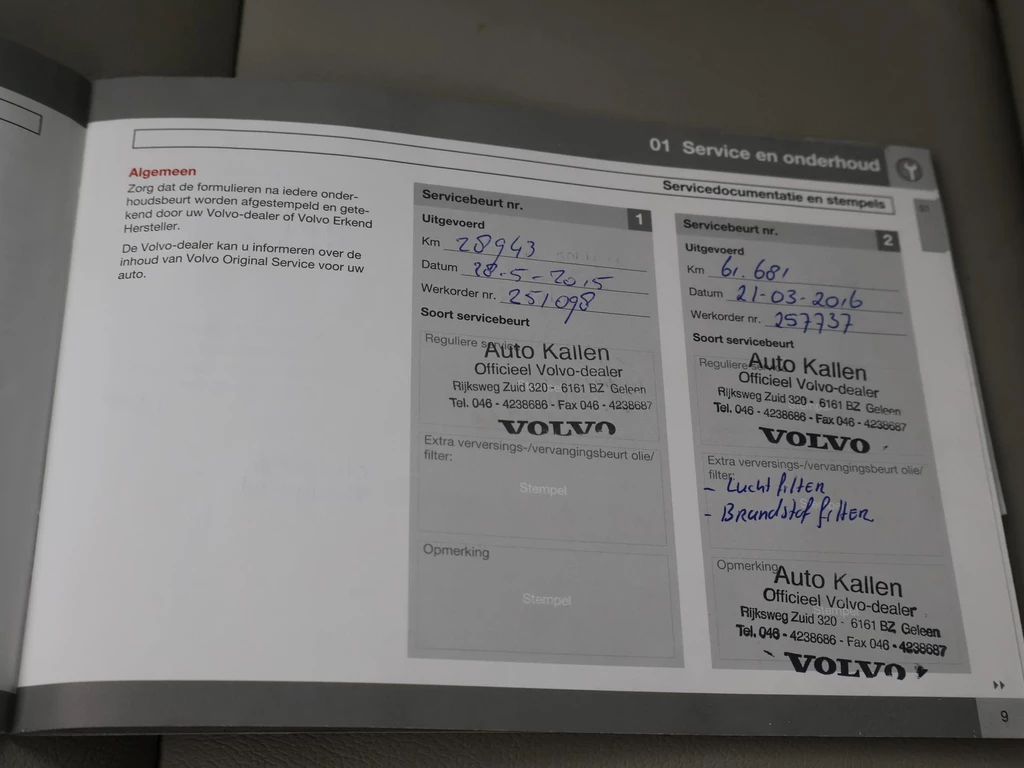 01 Service en onderhoud
Servicedocumentatie en stempels
Algemeen
Zorg dat de formulieren na iedere onder-
houdsbeurt worden afgestempeld en gete-
kend door uw Volvo-dealer of Volvo Erkend
Hersteller.
De Volvo-dealer kan u informeren over de
inhoud van Volvo Original Service voor uw
auto.
Servicebeurt nr. 1
Uitgevoerd
Km 28943
Datum 28-5-2015
Werkorder nr. 251098
Soort servicebeurt
Reguliere service
Auto Kallen
Officieel Volvo-dealer
Rijksweg Zuid 320 - 6161 BZ Geleen
Tel. 046 - 4238686 - Fax 046 - 4238687
VOLVO
Extra verversings-/vervangingsbeurt olie/
filter:
Stempel
Opmerking
Stempel
Servicebeurt nr. 2
Uitgevoerd
Km 61.681
Datum 21-03-2016
Werkorder nr. 257737
Soort servicebeurt
Reguliere
Auto Kallen
Officieel Volvo-dealer
Rijksweg Zuid 320 - 6161 BZ Geleen
Tel. 046 - 4238686 - Fax 046 - 4238687
VOLVO
Extra verversings-/vervangingsbeurt olie/
filter:
- Luchtfilter
- Brandstof filter
Opmerking
Auto Kallen
Officieel Volvo-dealer
Rijksweg Zuid 320 - 6161 BZ Geleen
Tel. 046 - 4238686 - Fax 046 - 4238687
VOLVO
9